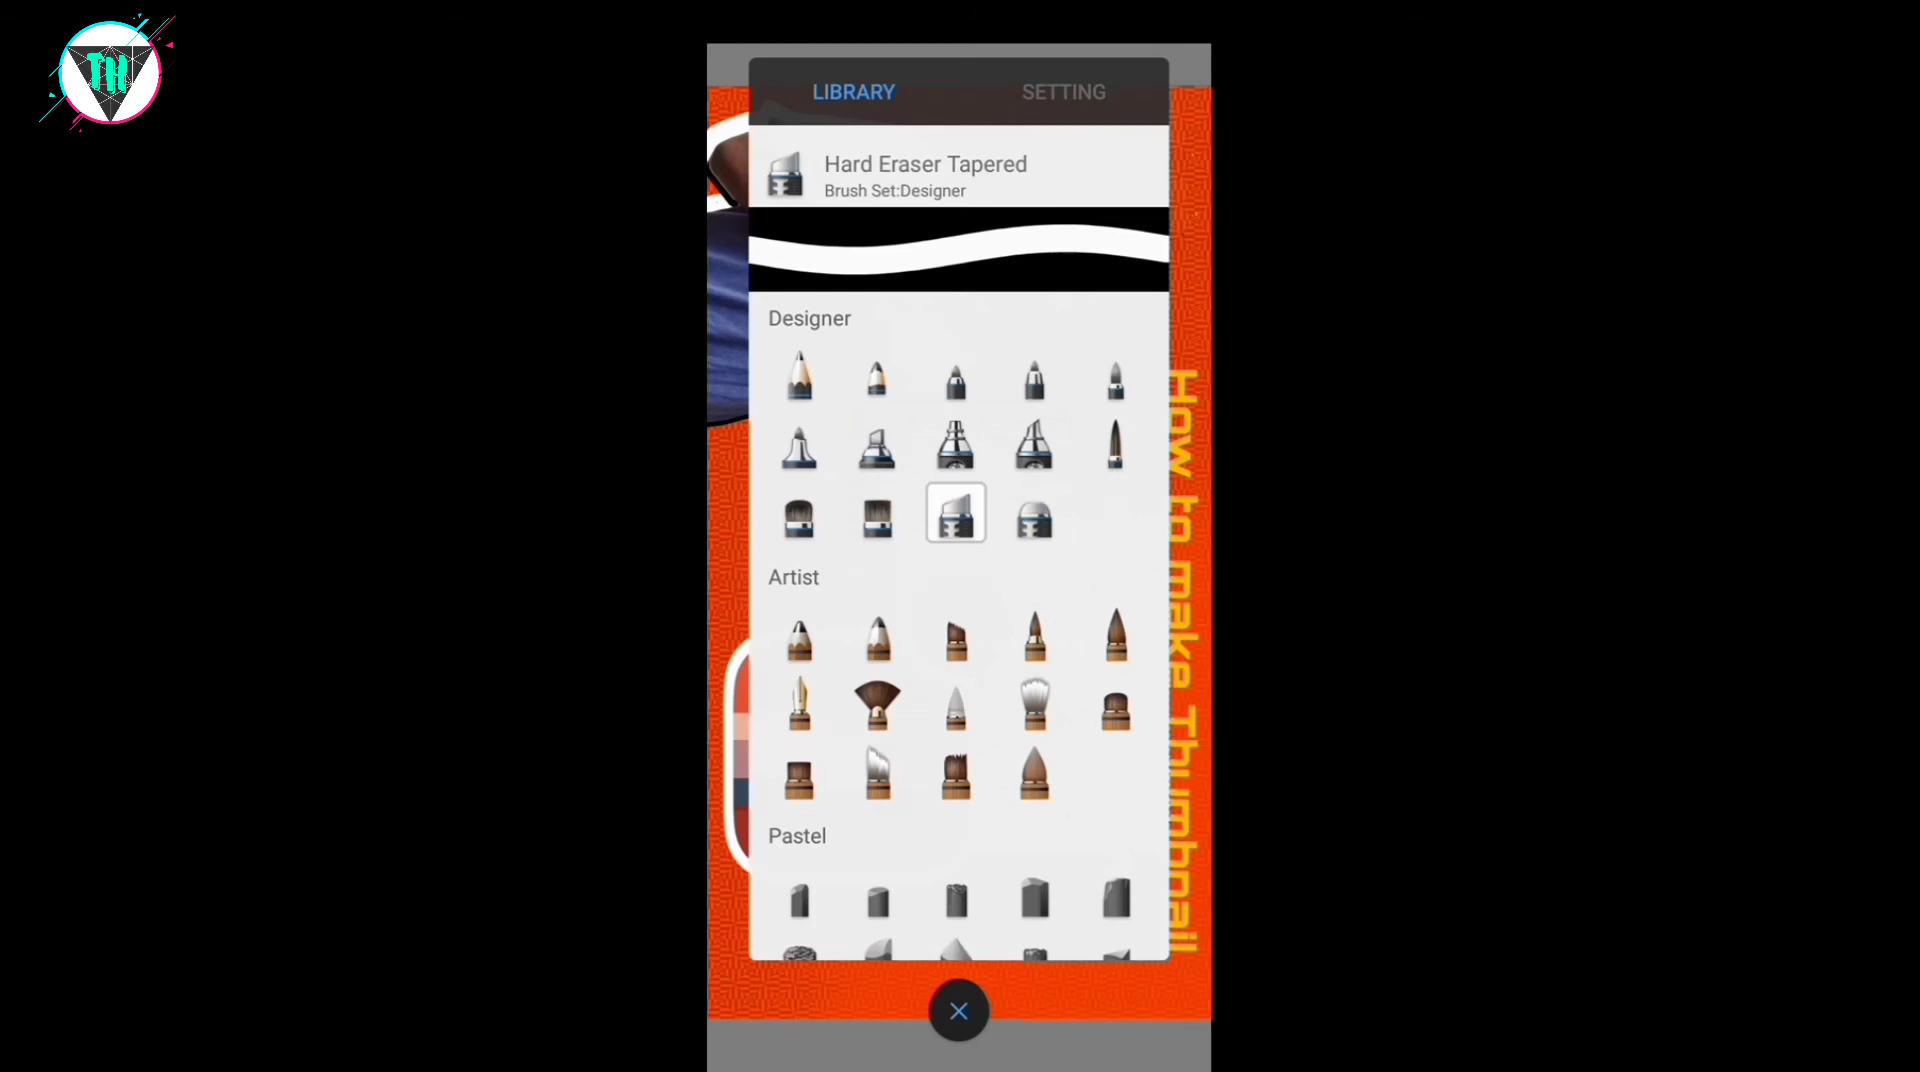 TH
LIBRARY
SETTING
Hard Eraser Tapered
Brush Set:Designer
Designer
Artist
Pastel
How to make Thumbnail